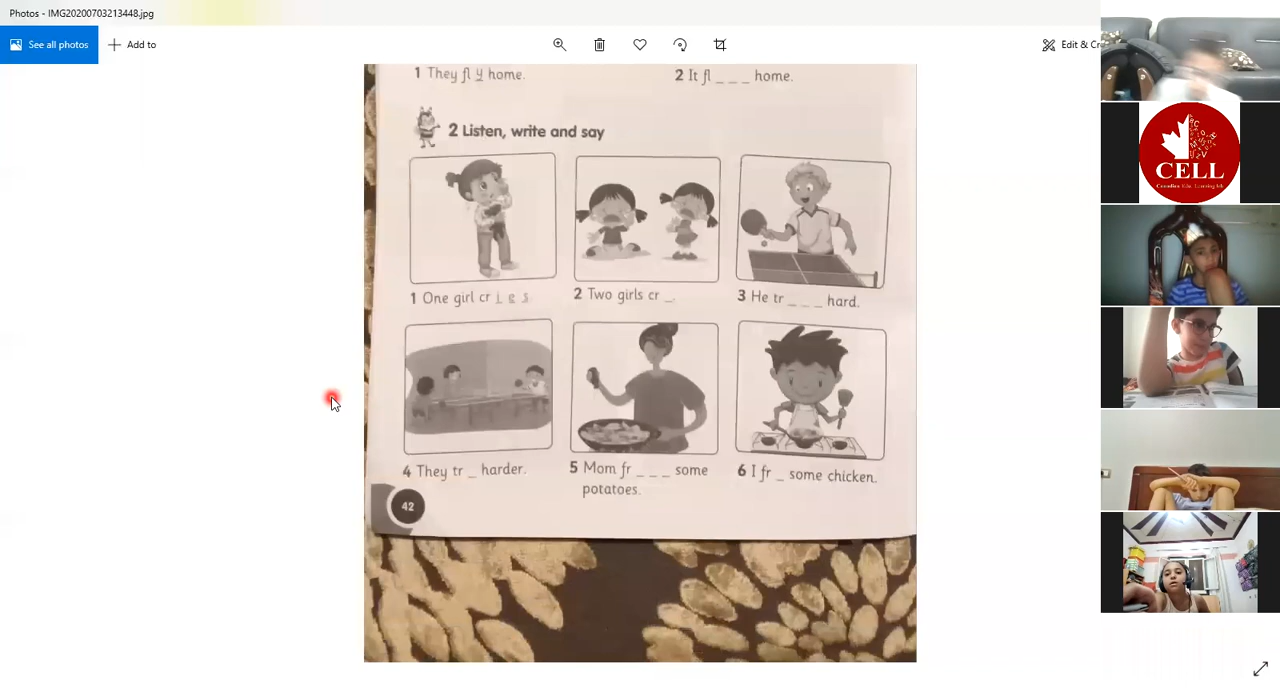 Photos - IMG20200703213448.jpg
See all photos
Add to
Edit & Cr
1 They fl y home.
2 It fl _ _ _ home.
2 Listen, write and say
1 One girl cr i e s
2 Two girls cr _.
3 He tr _ _ _ hard.
4 They tr _ harder.
5 Mom fr _ _ _ some
potatoes.
6 I fr _ some chicken.
42
CELL